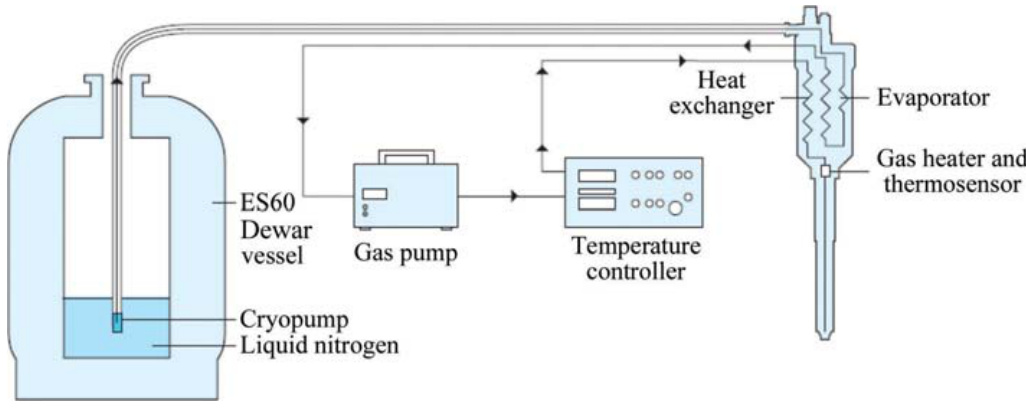 Heat
exchanger
Evaporator
Gas heater and
thermosensor
ES60
Dewar
vessel
Gas pump
Temperature
controller
Cryopump
Liquid nitrogen